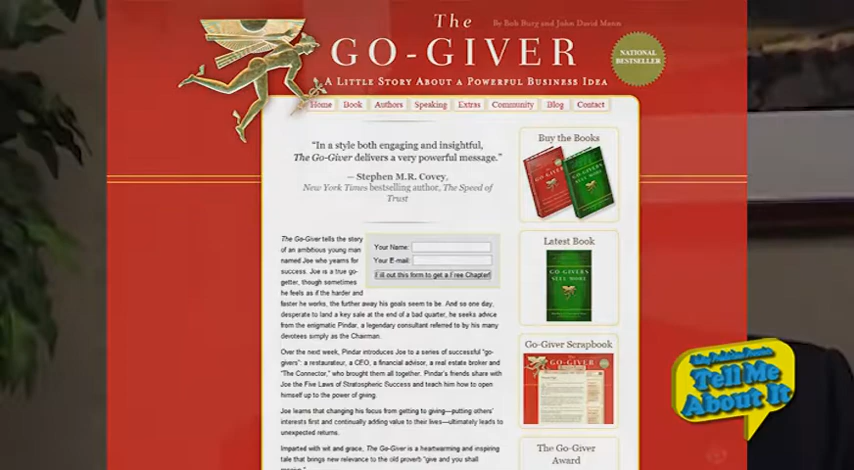 The
By Bob Burg and John David Mann
GO-GIVER
NATIONAL
BESTSELLER
A LITTLE STORY ABOUT A POWERFUL BUSINESS IDEA
Home Book Authors Speaking Extras Community Blog Contact
“In a style both engaging and insightful,
The Go-Giver delivers a very powerful message.”
— Stephen M.R. Covey,
New York Times bestselling author, The Speed of
Trust
The Go-Giver tells the story
of an ambitious young man
named Joe who yearns for
success. Joe is a true go-
getter, though sometimes
he feels as if the harder and
faster he works, the further away his goals seem to be. And so one day,
desperate to land a key sale at the end of a bad quarter, he seeks advice
from the enigmatic Pindar, a legendary consultant referred to by his many
devotees simply as the Chairman.
Your Name:
Your E-mail:
Fill out this form to get a Free Chapter!
Over the next week, Pindar introduces Joe to a series of successful “go-
givers”: a restaurateur, a CEO, a financial advisor, a real estate broker and
“The Connector,” who brought them all together. Pindar's friends share with
Joe the Five Laws of Stratospheric Success and teach him how to open
himself up to the power of giving.
Joe learns that changing his focus from getting to giving—putting others'
interests first and continually adding value to their lives—ultimately leads to
unexpected returns.
Imparted with wit and grace, The Go-Giver is a heartwarming and inspiring
tale that brings new relevance to the old proverb “give and you shall
Buy the Books
GO-GIVER
GO-GIVERS
SELL MORE
Latest Book
GO-GIVERS
SELL MORE
Go-Giver Scrapbook
GO-GIVER
The Go-Giver
Award
Tell Me
About It